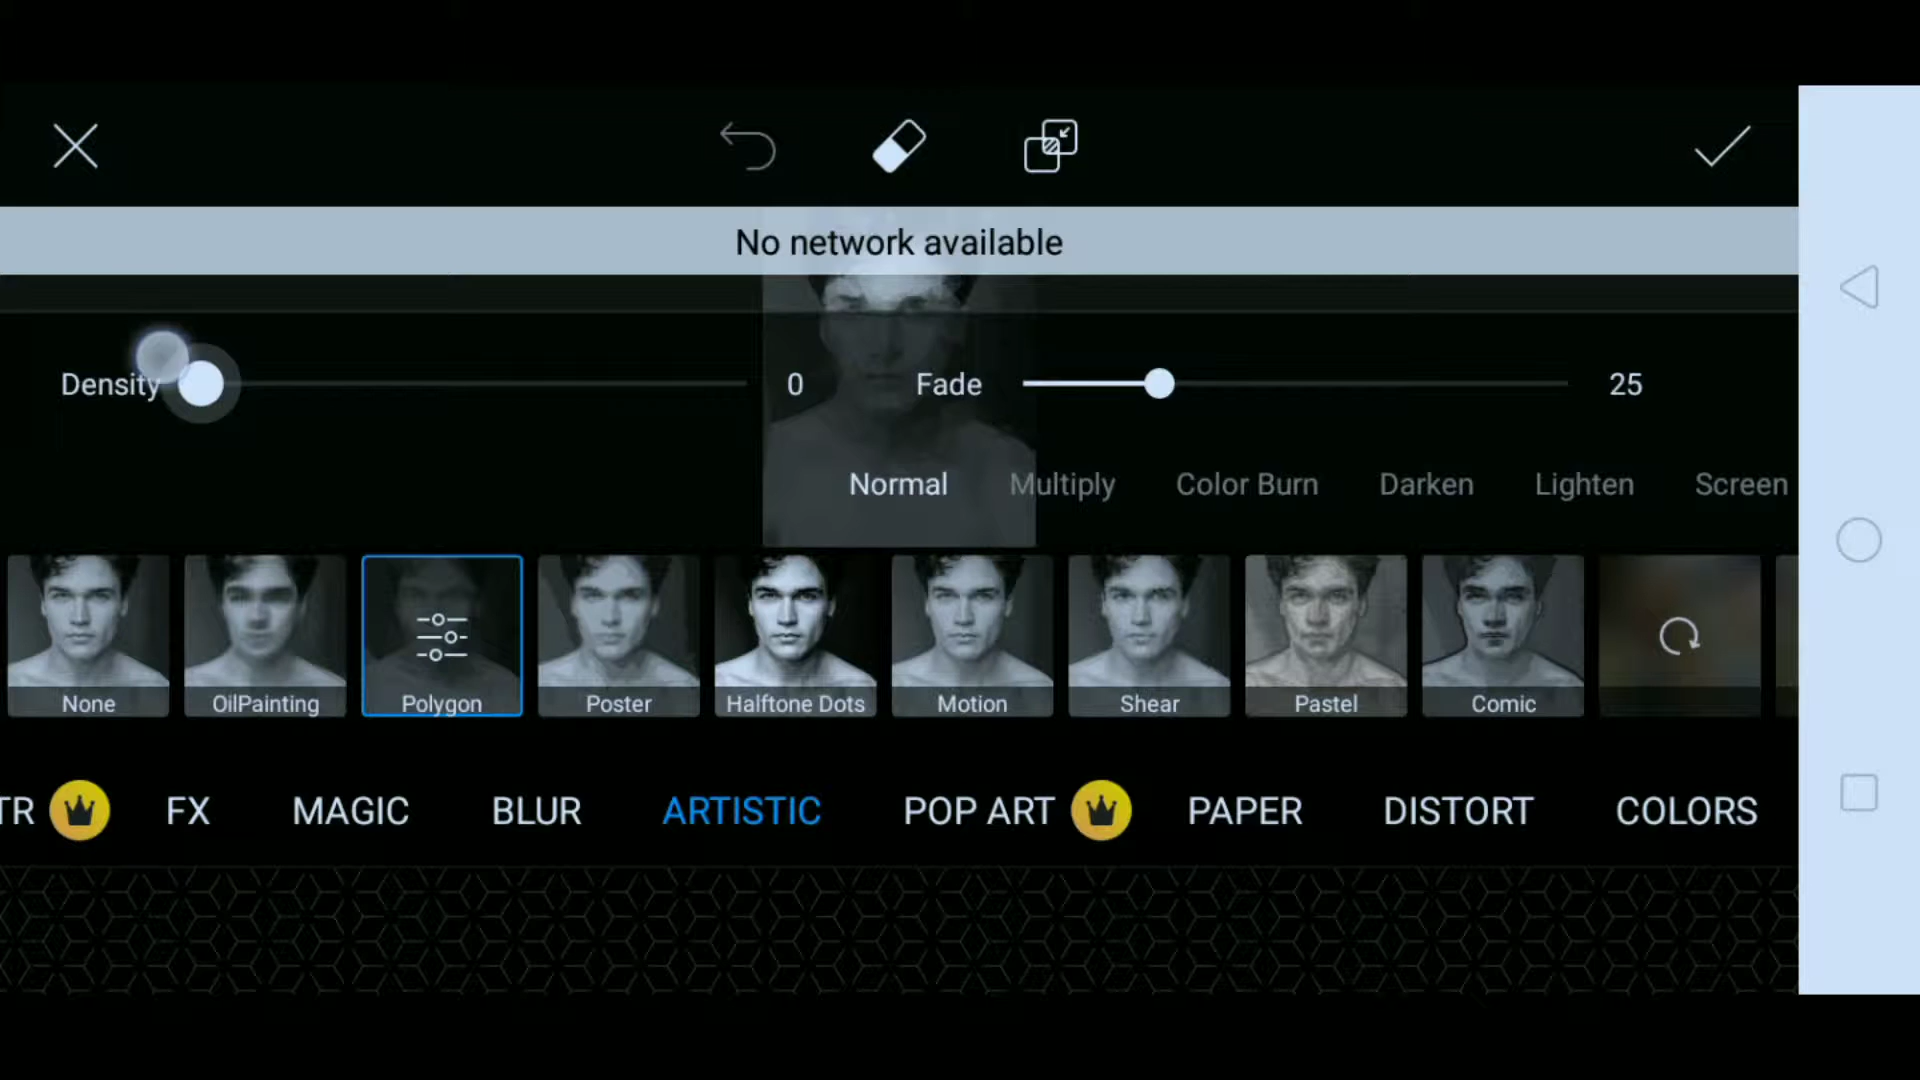 No network available
Density 0 Fade 25
Normal Multiply Color Burn Darken Lighten Screen
None OilPainting Polygon Poster Halftone Dots Motion Shear Pastel Comic
TR FX MAGIC BLUR ARTISTIC POP ART PAPER DISTORT COLORS